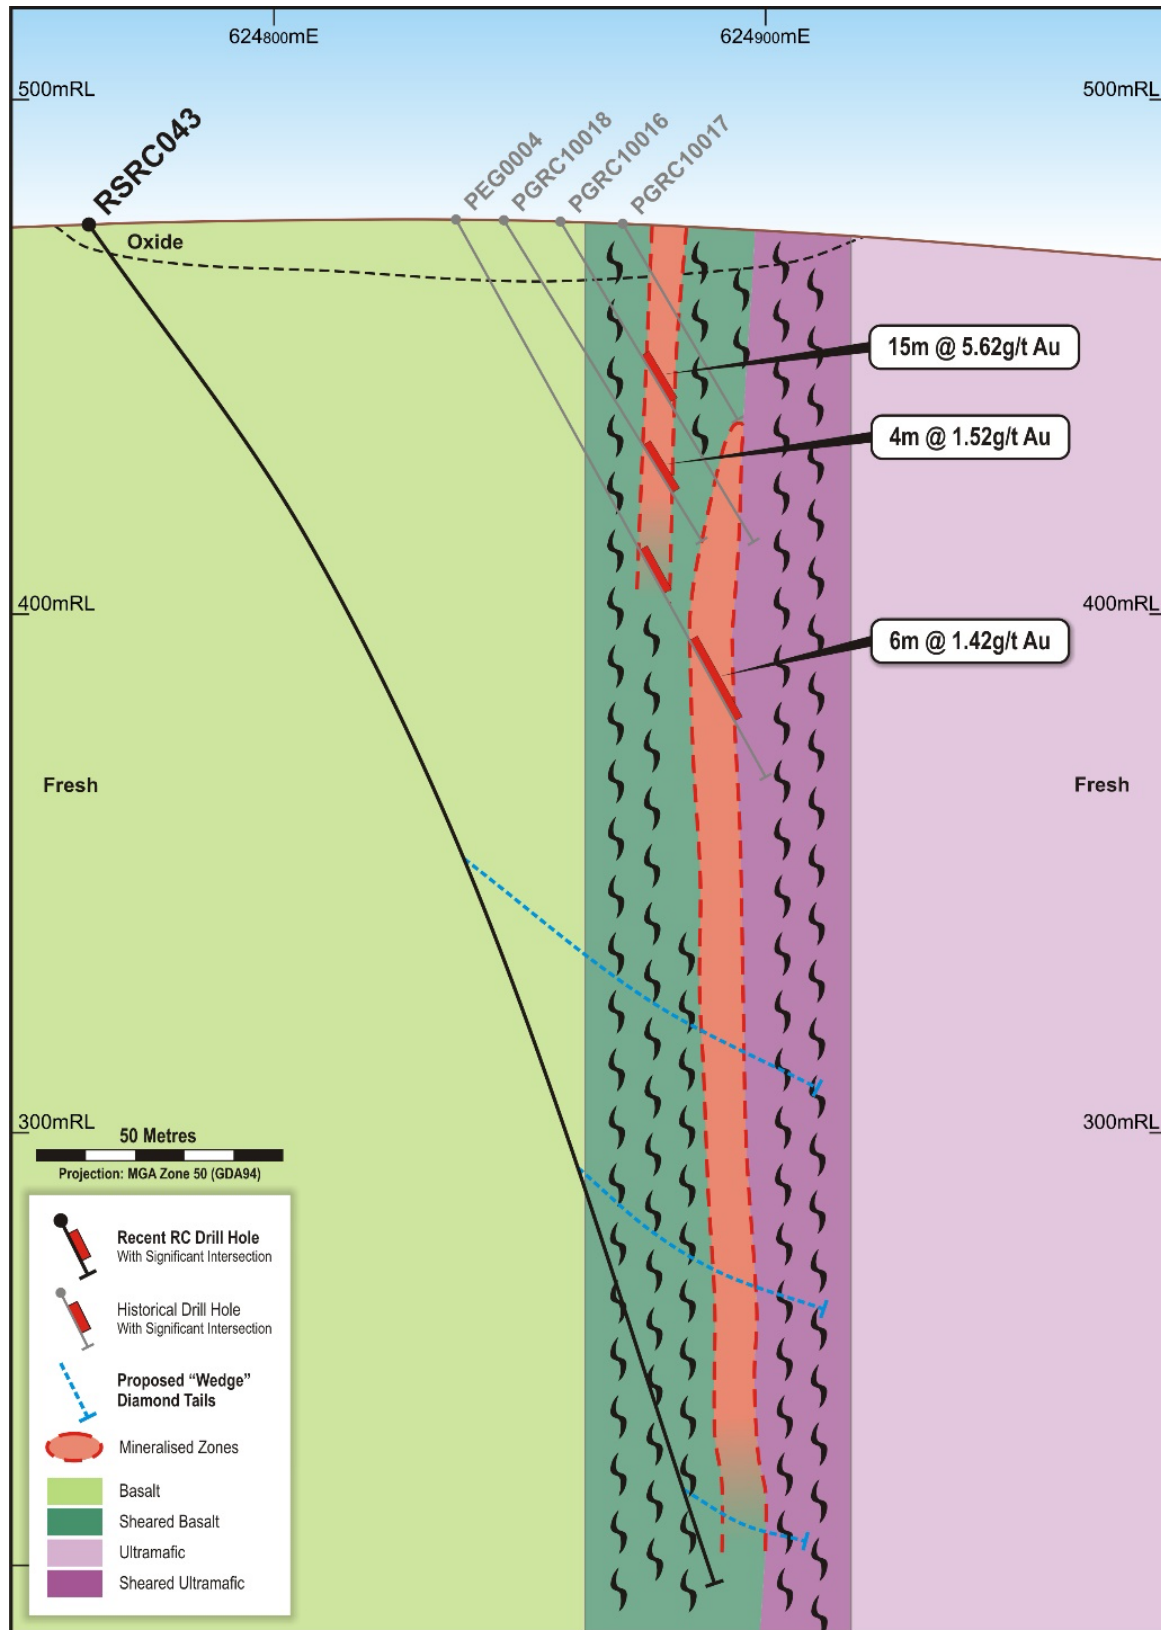 624800mE
624900mE
500mRL
500mRL
RSRC043
PEG0004
PGRC10018
PGRC10016
PGRC10017
Oxide
15m @ 5.62g/t Au
4m @ 1.52g/t Au
400mRL
400mRL
6m @ 1.42g/t Au
Fresh
Fresh
300mRL
300mRL
50 Metres
Projection: MGA Zone 50 (GDA94)
Recent RC Drill Hole
With Significant Intersection
Historical Drill Hole
With Significant Intersection
Proposed “Wedge”
Diamond Tails
Mineralised Zones
Basalt
Sheared Basalt
Ultramafic
Sheared Ultramafic